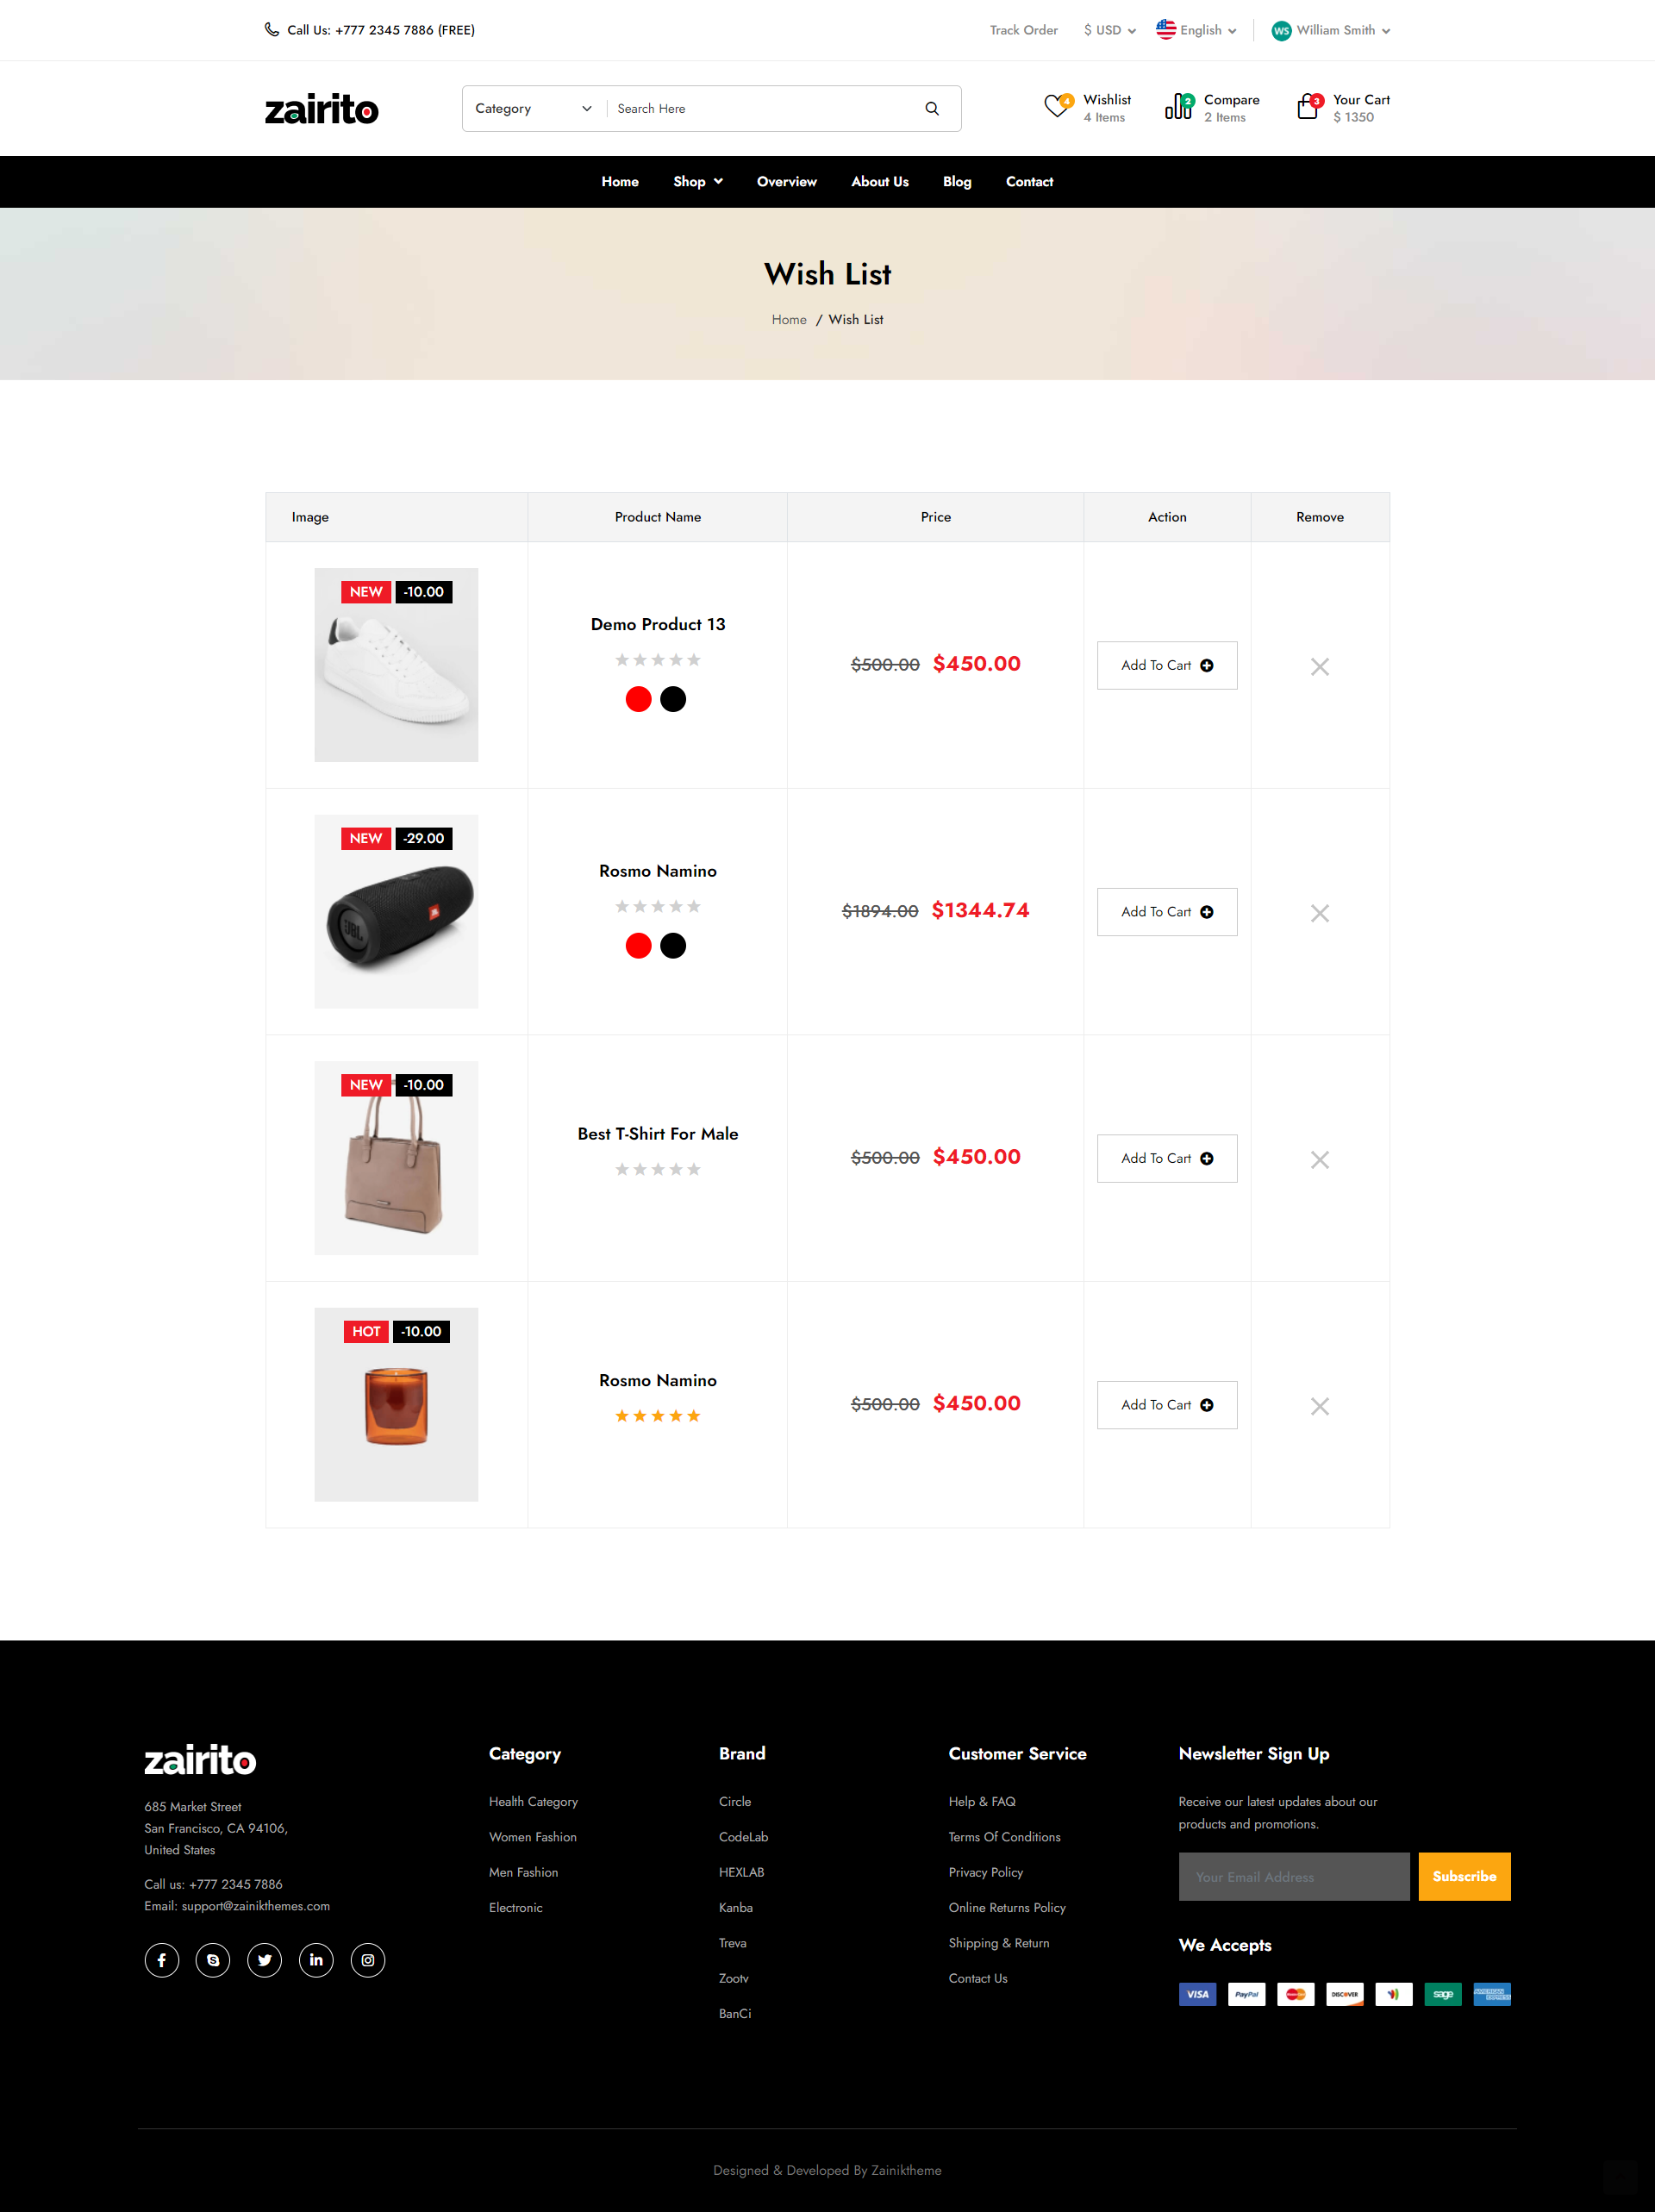 Call Us: +777 2345 7886 (FREE)
Track Order
$ USD
English
WS
William Smith
zairito
Category
Search Here
4
Wishlist
4 Items
2
Compare
2 Items
3
Your Cart
$ 1350
Home
Shop
Overview
About Us
Blog
Contact
Wish List
Home / Wish List
Image
Product Name
Price
Action
Remove
NEW
-10.00
Demo Product 13
$500.00 $450.00
Add To Cart
NEW
-29.00
JBL
Rosmo Namino
$1894.00 $1344.74
Add To Cart
NEW
-10.00
Best T-Shirt For Male
$500.00 $450.00
Add To Cart
HOT
-10.00
Rosmo Namino
$500.00 $450.00
Add To Cart
zairito
685 Market Street
San Francisco, CA 94106,
United States
Call us: +777 2345 7886
Email: support@zainikthemes.com
Category
Health Category
Women Fashion
Men Fashion
Electronic
Brand
Circle
CodeLab
HEXLAB
Kanba
Treva
Zootv
BanCi
Customer Service
Help & FAQ
Terms Of Conditions
Privacy Policy
Online Returns Policy
Shipping & Return
Contact Us
Newsletter Sign Up
Receive our latest updates about our
products and promotions.
Your Email Address
Subscribe
We Accepts
VISA
PayPal
DISCOVER
sage
AMERICAN EXPRESS
Designed & Developed By Zainiktheme